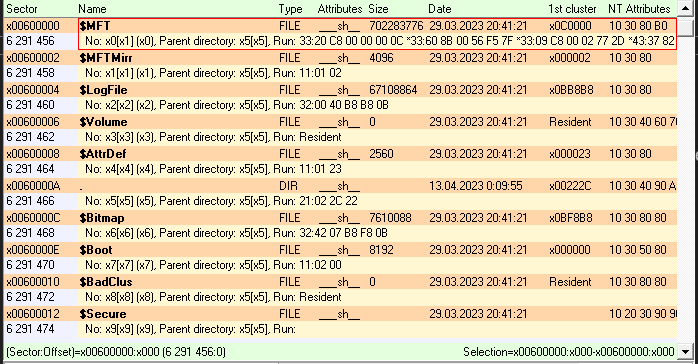 Sector Name Type Attributes Size Date 1st cluster NT Attributes
x00600000 $MFT FILE ___sh__ 702283776 29.03.2023 20:41:21 x0C0000 10 30 80 B0
6 291 456 No: x0[x1] (x0), Parent directory: x5[x5], Run: 33:20 C8 00 00 00 0C *33:60 8B 00 56 F5 7F *33:09 C8 00 02 77 2D *43:37 82
x00600002 $MFTMirr FILE ___sh__ 4096 29.03.2023 20:41:21 x000002 10 30 80
6 291 458 No: x1[x1] (x1), Parent directory: x5[x5], Run: 11:01 02
x00600004 $LogFile FILE ___sh__ 67108864 29.03.2023 20:41:21 x0BB8B8 10 30 80
6 291 460 No: x2[x2] (x2), Parent directory: x5[x5], Run: 32:00 40 B8 B8 0B
x00600006 $Volume FILE ___sh__ 0 29.03.2023 20:41:21 Resident 10 30 40 60 70
6 291 462 No: x3[x3] (x3), Parent directory: x5[x5], Run: Resident
x00600008 $AttrDef FILE ___sh__ 2560 29.03.2023 20:41:21 x000023 10 30 80
6 291 464 No: x4[x4] (x4), Parent directory: x5[x5], Run: 11:01 23
x0060000A . DIR ___sh__ 13.04.2023 0:09:55 x00222C 10 30 40 90 A
6 291 466 No: x5[x5] (x5), Parent directory: x5[x5], Run: 21:02 2C 22
x0060000C $Bitmap FILE ___sh__ 7610088 29.03.2023 20:41:21 x0BF8B8 10 30 80 80
6 291 468 No: x6[x6] (x6), Parent directory: x5[x5], Run: 32:42 07 B8 F8 0B
x0060000E $Boot FILE ___sh__ 8192 29.03.2023 20:41:21 x000000 10 30 50 80
6 291 470 No: x7[x7] (x7), Parent directory: x5[x5], Run: 11:02 00
x00600010 $BadClus FILE ___sh__ 0 29.03.2023 20:41:21 Resident 10 30 80 80
6 291 472 No: x8[x8] (x8), Parent directory: x5[x5], Run: Resident
x00600012 $Secure FILE ___sh__ 29.03.2023 20:41:21 10 20 30 90 90
6 291 474 No: x9[x9] (x9), Parent directory: x5[x5], Run:
(Sector:Offset)=x00600000:x000 (6 291 456:0) Selection=x00600000:x000-x00600000:x000